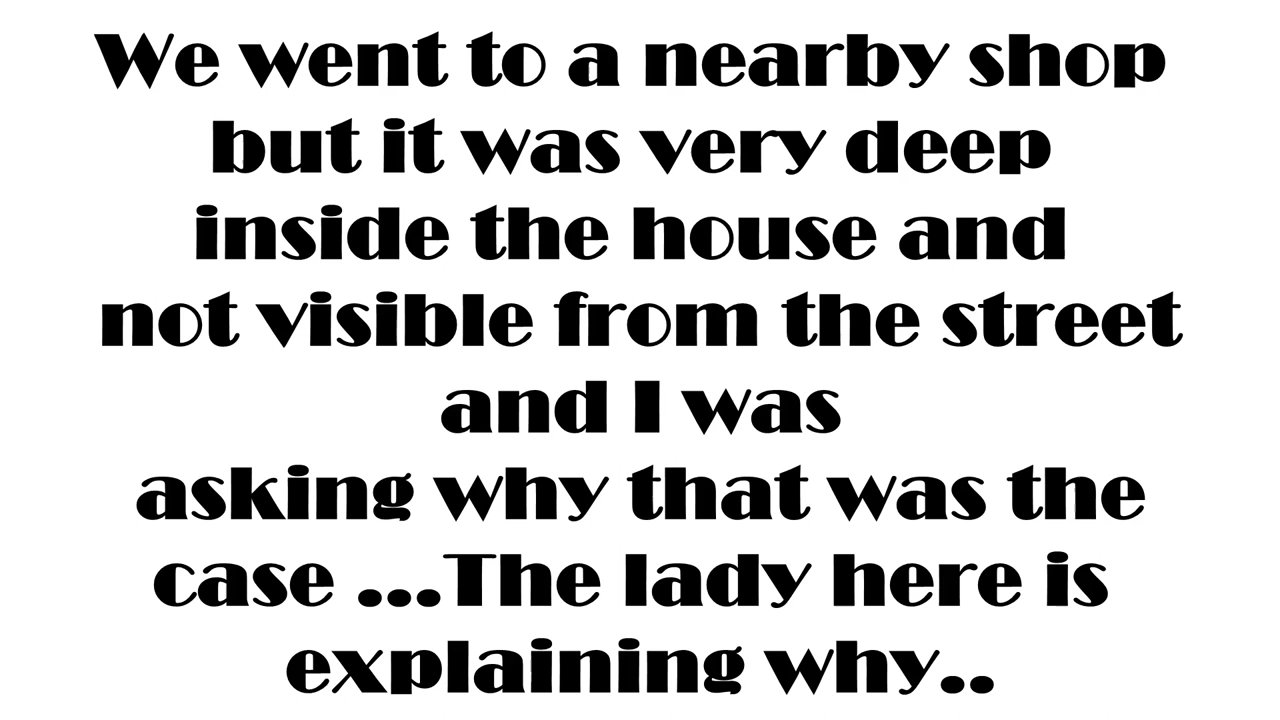 We went to a nearby shop
but it was very deep
inside the house and
not visible from the street
and I was
asking why that was the
case ...The lady here is
explaining why..